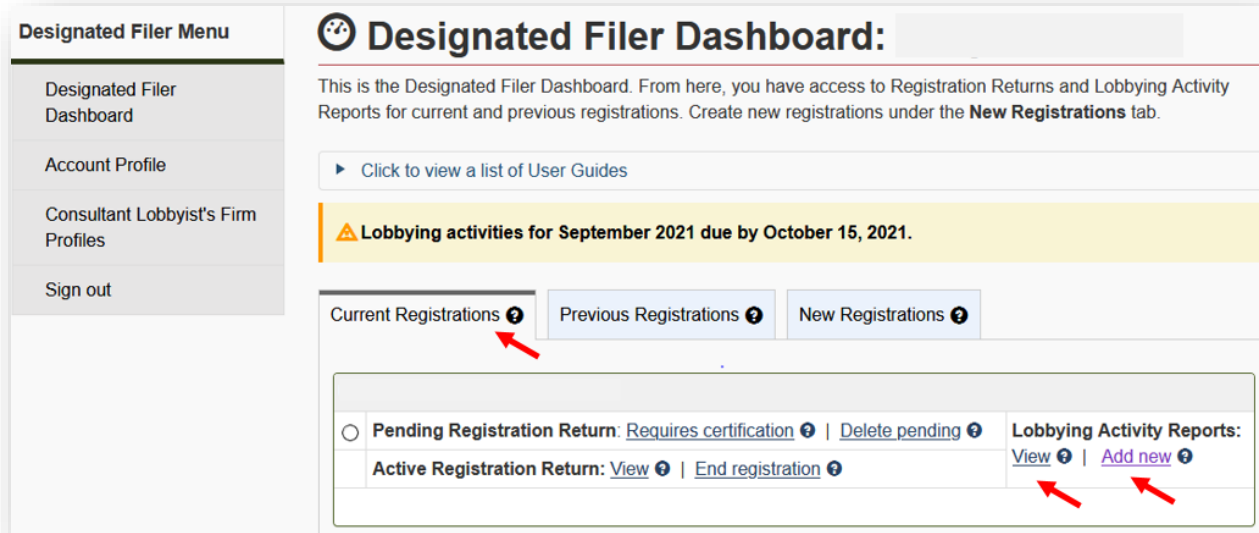 Designated Filer Menu
Designated Filer
Dashboard
Account Profile
Consultant Lobbyist's Firm
Profiles
Sign out
Designated Filer Dashboard:
This is the Designated Filer Dashboard. From here, you have access to Registration Returns and Lobbying Activity
Reports for current and previous registrations. Create new registrations under the New Registrations tab.
Click to view a list of User Guides
Lobbying activities for September 2021 due by October 15, 2021.
Current Registrations ? Previous Registrations ? New Registrations ?
Pending Registration Return: Requires certification ? | Delete pending ?
Active Registration Return: View ? | End registration ?
Lobbying Activity Reports:
View ? | Add new ?